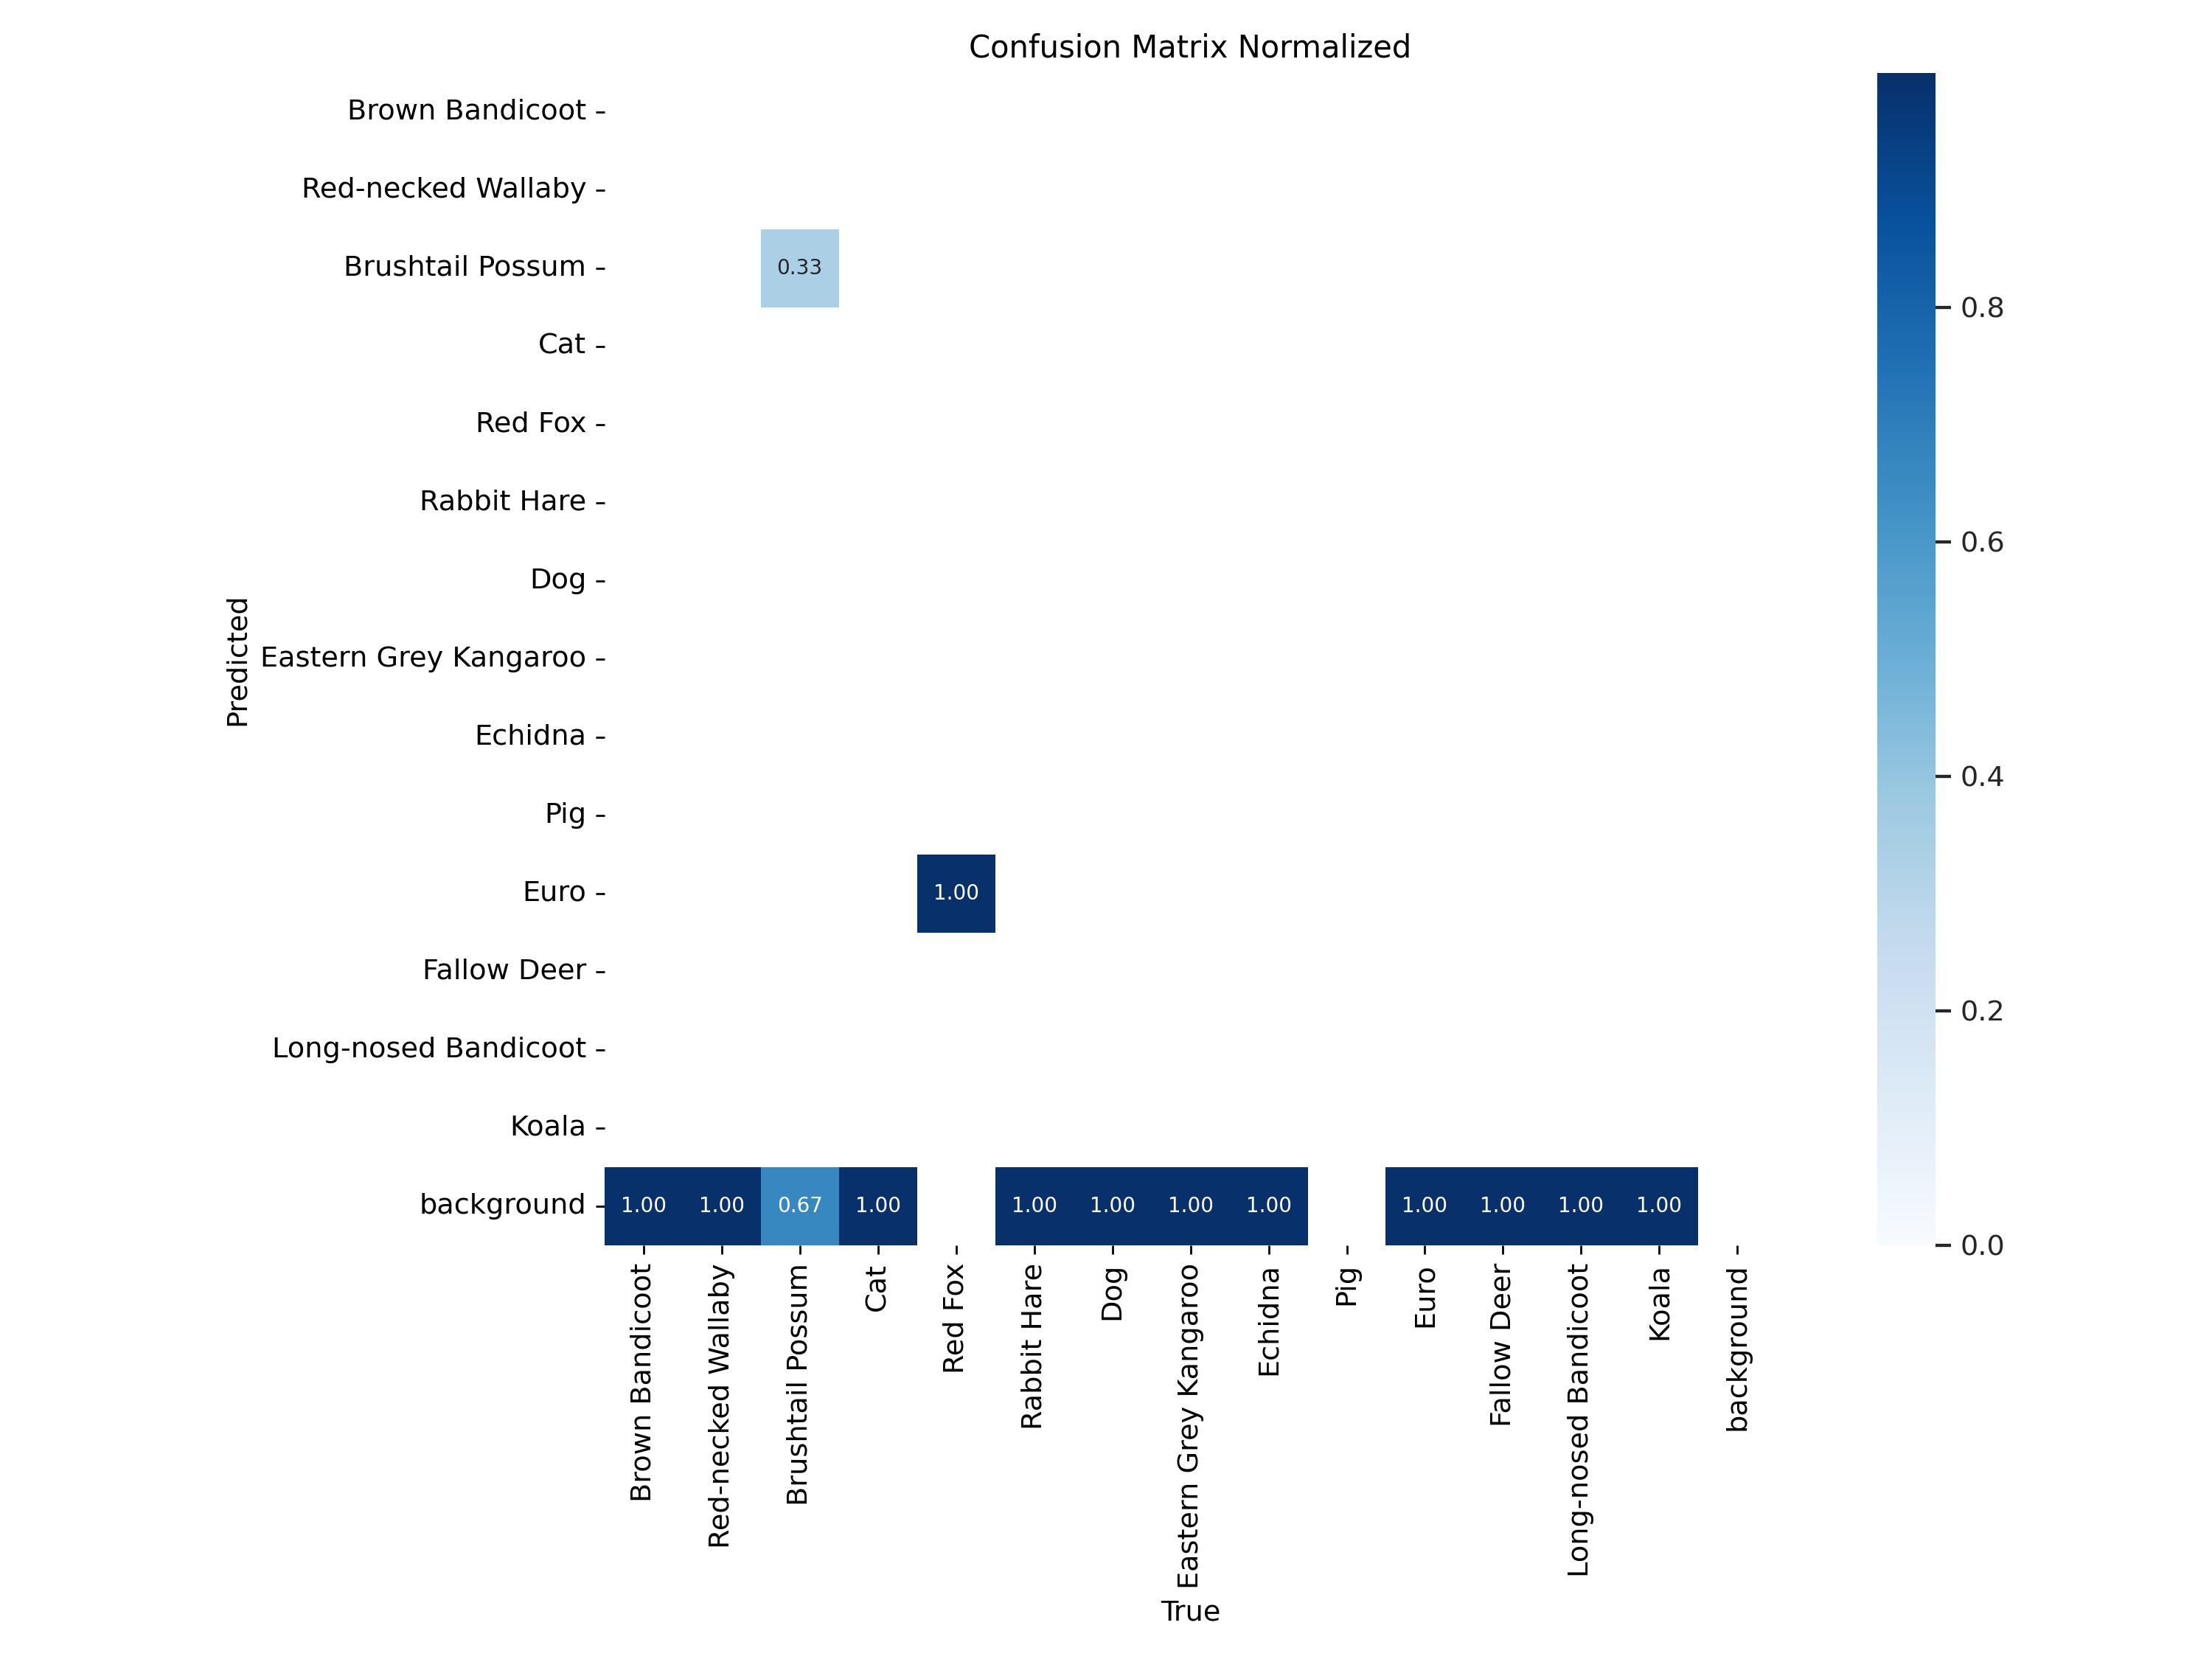 Confusion Matrix Normalized
Predicted
Brown Bandicoot
Red-necked Wallaby
Brushtail Possum
0.33
Cat
Red Fox
Rabbit Hare
Dog
Eastern Grey Kangaroo
Echidna
Pig
Euro
1.00
Fallow Deer
Long-nosed Bandicoot
Koala
background
1.00 1.00 0.67 1.00 1.00 1.00 1.00 1.00 1.00 1.00 1.00 1.00
Brown Bandicoot
Red-necked Wallaby
Brushtail Possum
Cat
Red Fox
Rabbit Hare
Dog
Eastern Grey Kangaroo
Echidna
Pig
Euro
Fallow Deer
Long-nosed Bandicoot
Koala
background
True
0.8
0.6
0.4
0.2
0.0